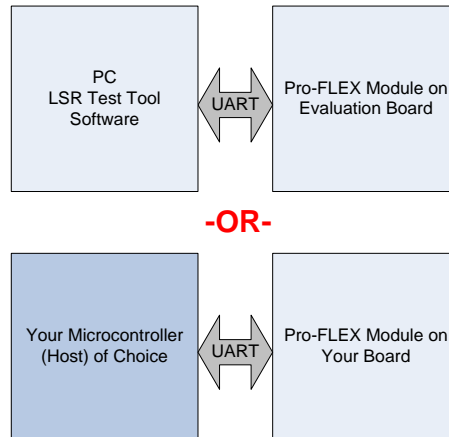 PC
LSR Test Tool
Software
UART
Pro-FLEX Module on
Evaluation Board
-OR-
Your Microcontroller
(Host) of Choice
UART
Pro-FLEX Module on
Your Board